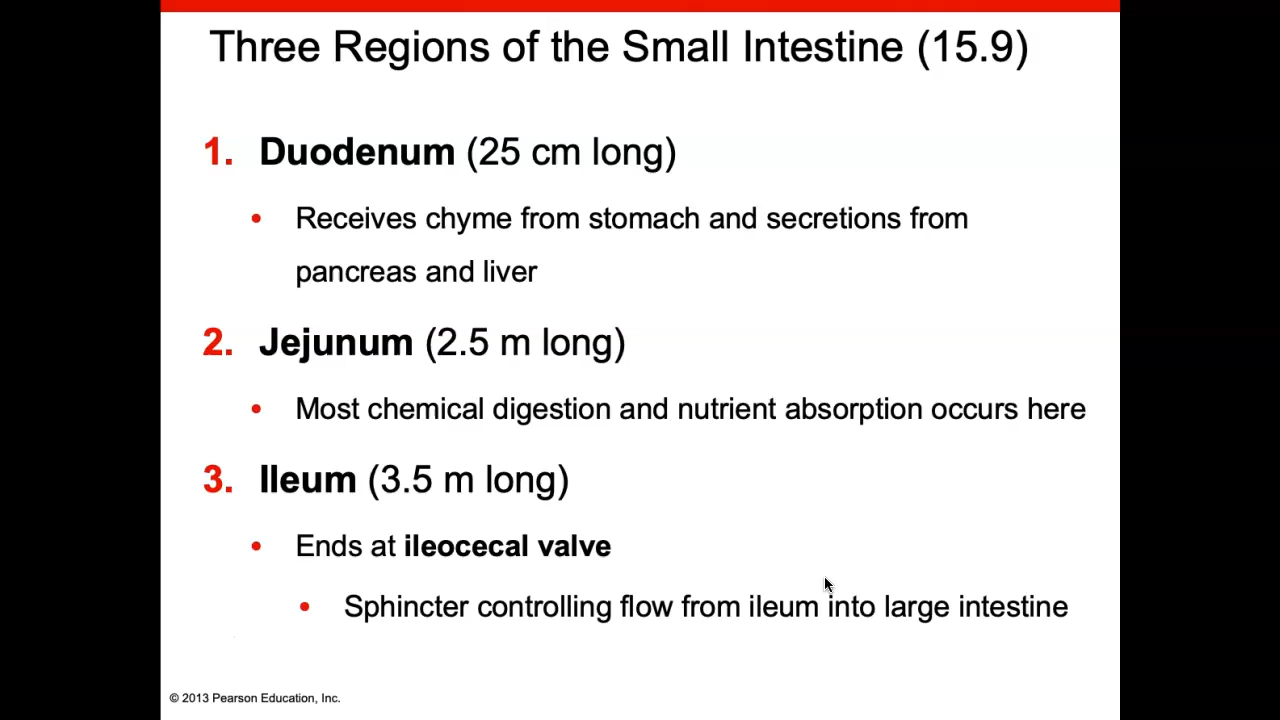 Three Regions of the Small Intestine (15.9)
1. Duodenum (25 cm long)
• Receives chyme from stomach and secretions from
pancreas and liver
2. Jejunum (2.5 m long)
• Most chemical digestion and nutrient absorption occurs here
3. Ileum (3.5 m long)
• Ends at ileocecal valve
• Sphincter controlling flow from ileum into large intestine
© 2013 Pearson Education, Inc.